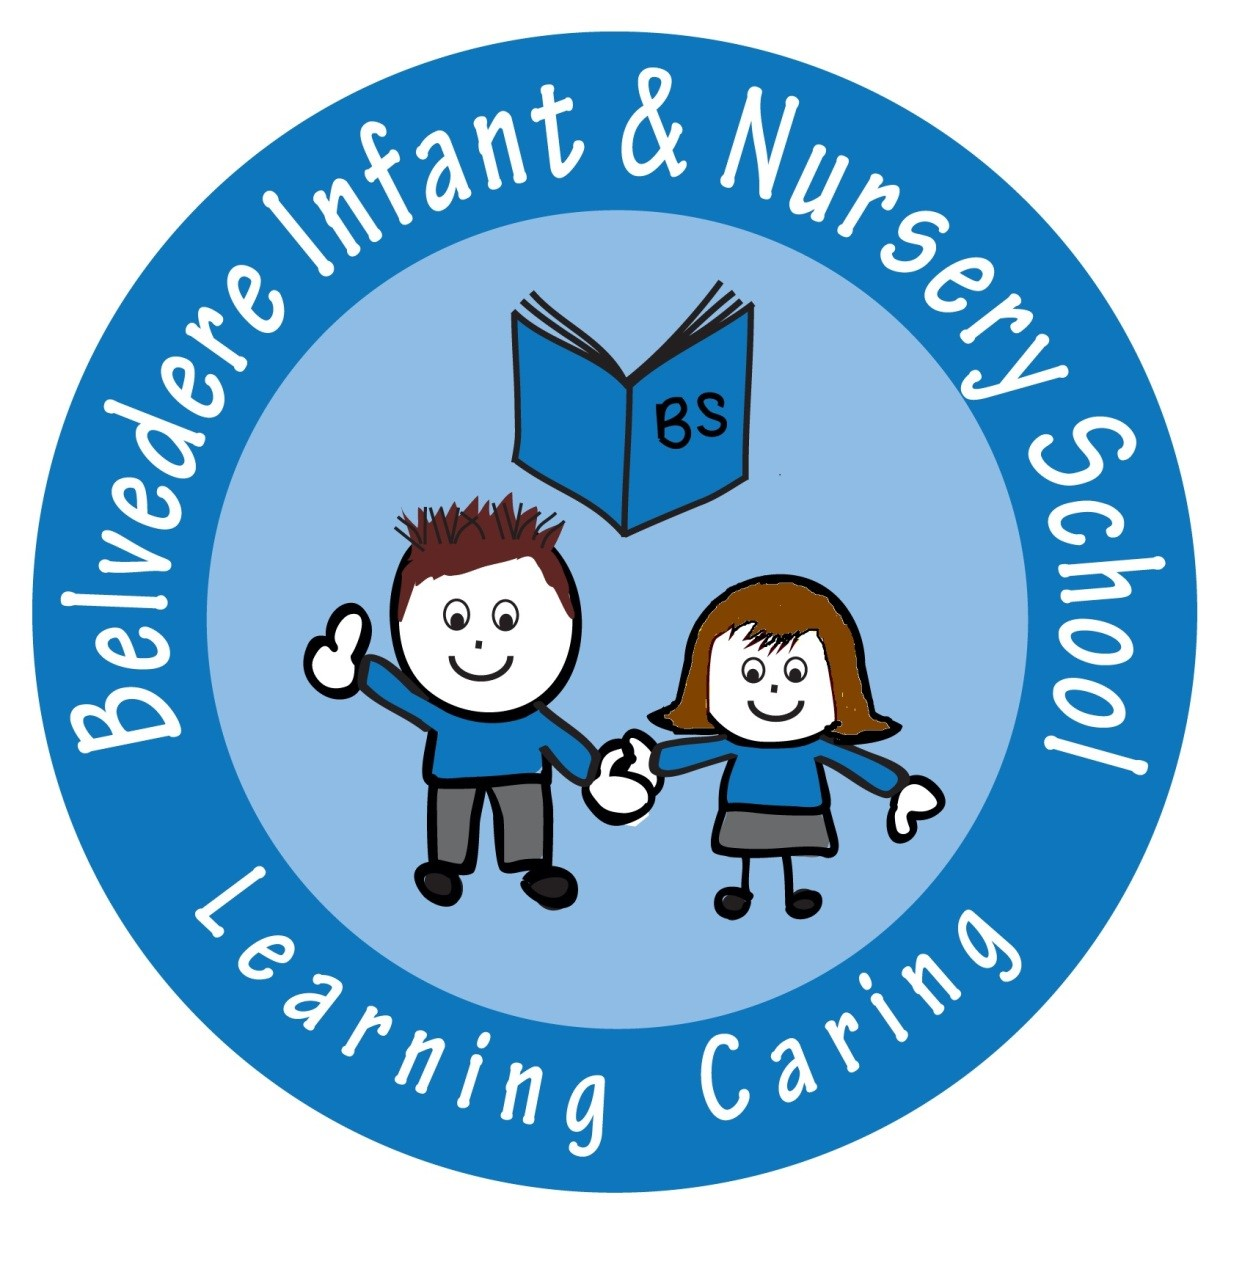 Belvedere Infant & Nursery School
BS
Learning Caring